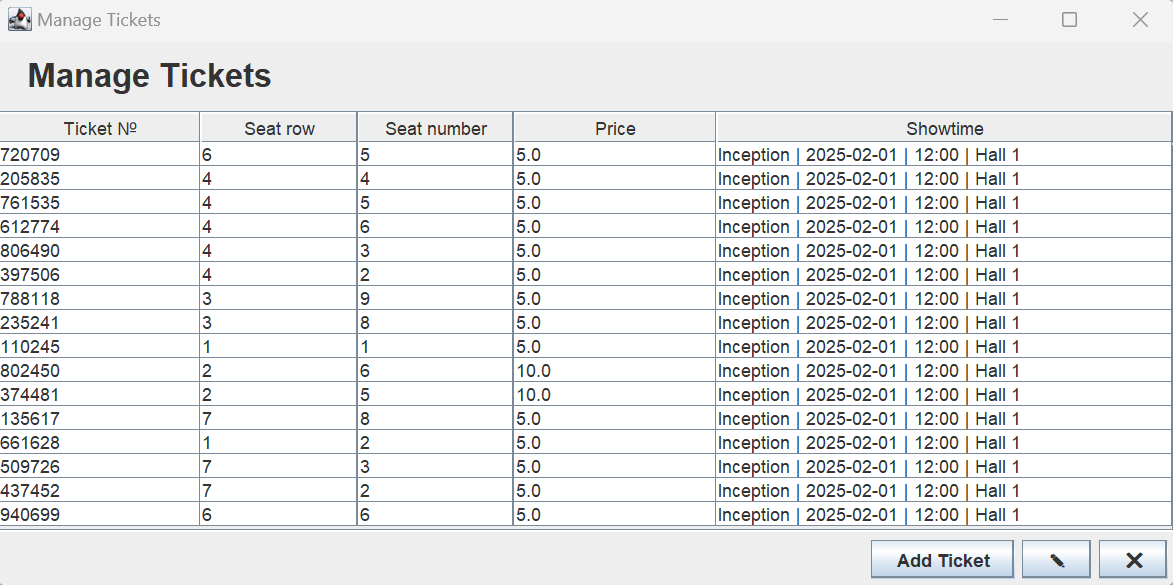 Manage Tickets
Manage Tickets
Ticket Nº Seat row Seat number Price Showtime
720709 6 5 5.0 Inception | 2025-02-01 | 12:00 | Hall 1
205835 4 4 5.0 Inception | 2025-02-01 | 12:00 | Hall 1
761535 4 5 5.0 Inception | 2025-02-01 | 12:00 | Hall 1
612774 4 6 5.0 Inception | 2025-02-01 | 12:00 | Hall 1
806490 4 3 5.0 Inception | 2025-02-01 | 12:00 | Hall 1
397506 4 2 5.0 Inception | 2025-02-01 | 12:00 | Hall 1
788118 3 9 5.0 Inception | 2025-02-01 | 12:00 | Hall 1
235241 3 8 5.0 Inception | 2025-02-01 | 12:00 | Hall 1
110245 1 1 5.0 Inception | 2025-02-01 | 12:00 | Hall 1
802450 2 6 10.0 Inception | 2025-02-01 | 12:00 | Hall 1
374481 2 5 10.0 Inception | 2025-02-01 | 12:00 | Hall 1
135617 7 8 5.0 Inception | 2025-02-01 | 12:00 | Hall 1
661628 1 2 5.0 Inception | 2025-02-01 | 12:00 | Hall 1
509726 7 3 5.0 Inception | 2025-02-01 | 12:00 | Hall 1
437452 7 2 5.0 Inception | 2025-02-01 | 12:00 | Hall 1
940699 6 6 5.0 Inception | 2025-02-01 | 12:00 | Hall 1
Add Ticket